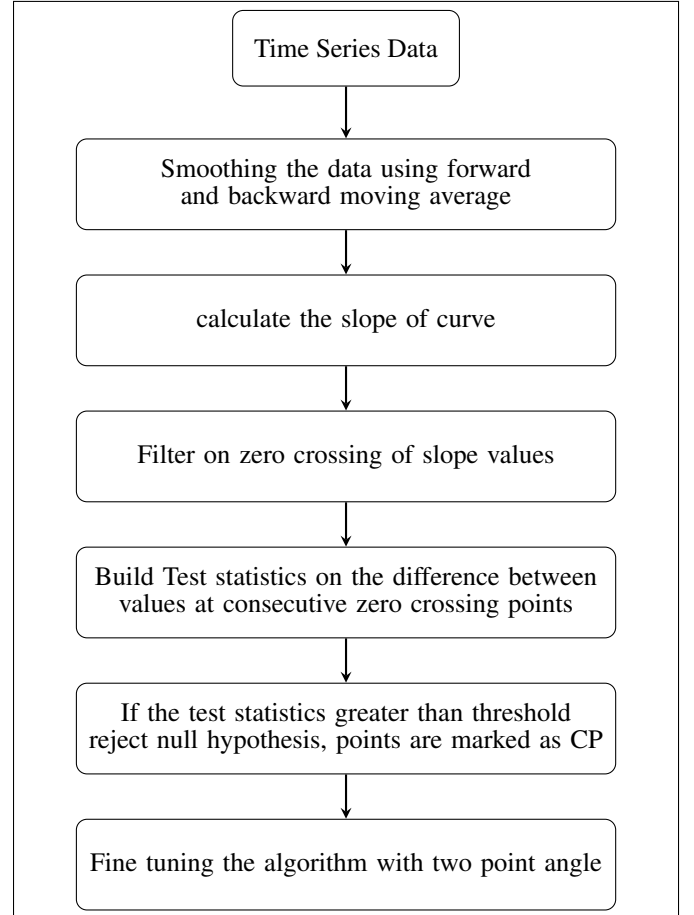 Time Series Data
Smoothing the data using forward
and backward moving average
calculate the slope of curve
Filter on zero crossing of slope values
Build Test statistics on the difference between
values at consecutive zero crossing points
If the test statistics greater than threshold
reject null hypothesis, points are marked as CP
Fine tuning the algorithm with two point angle